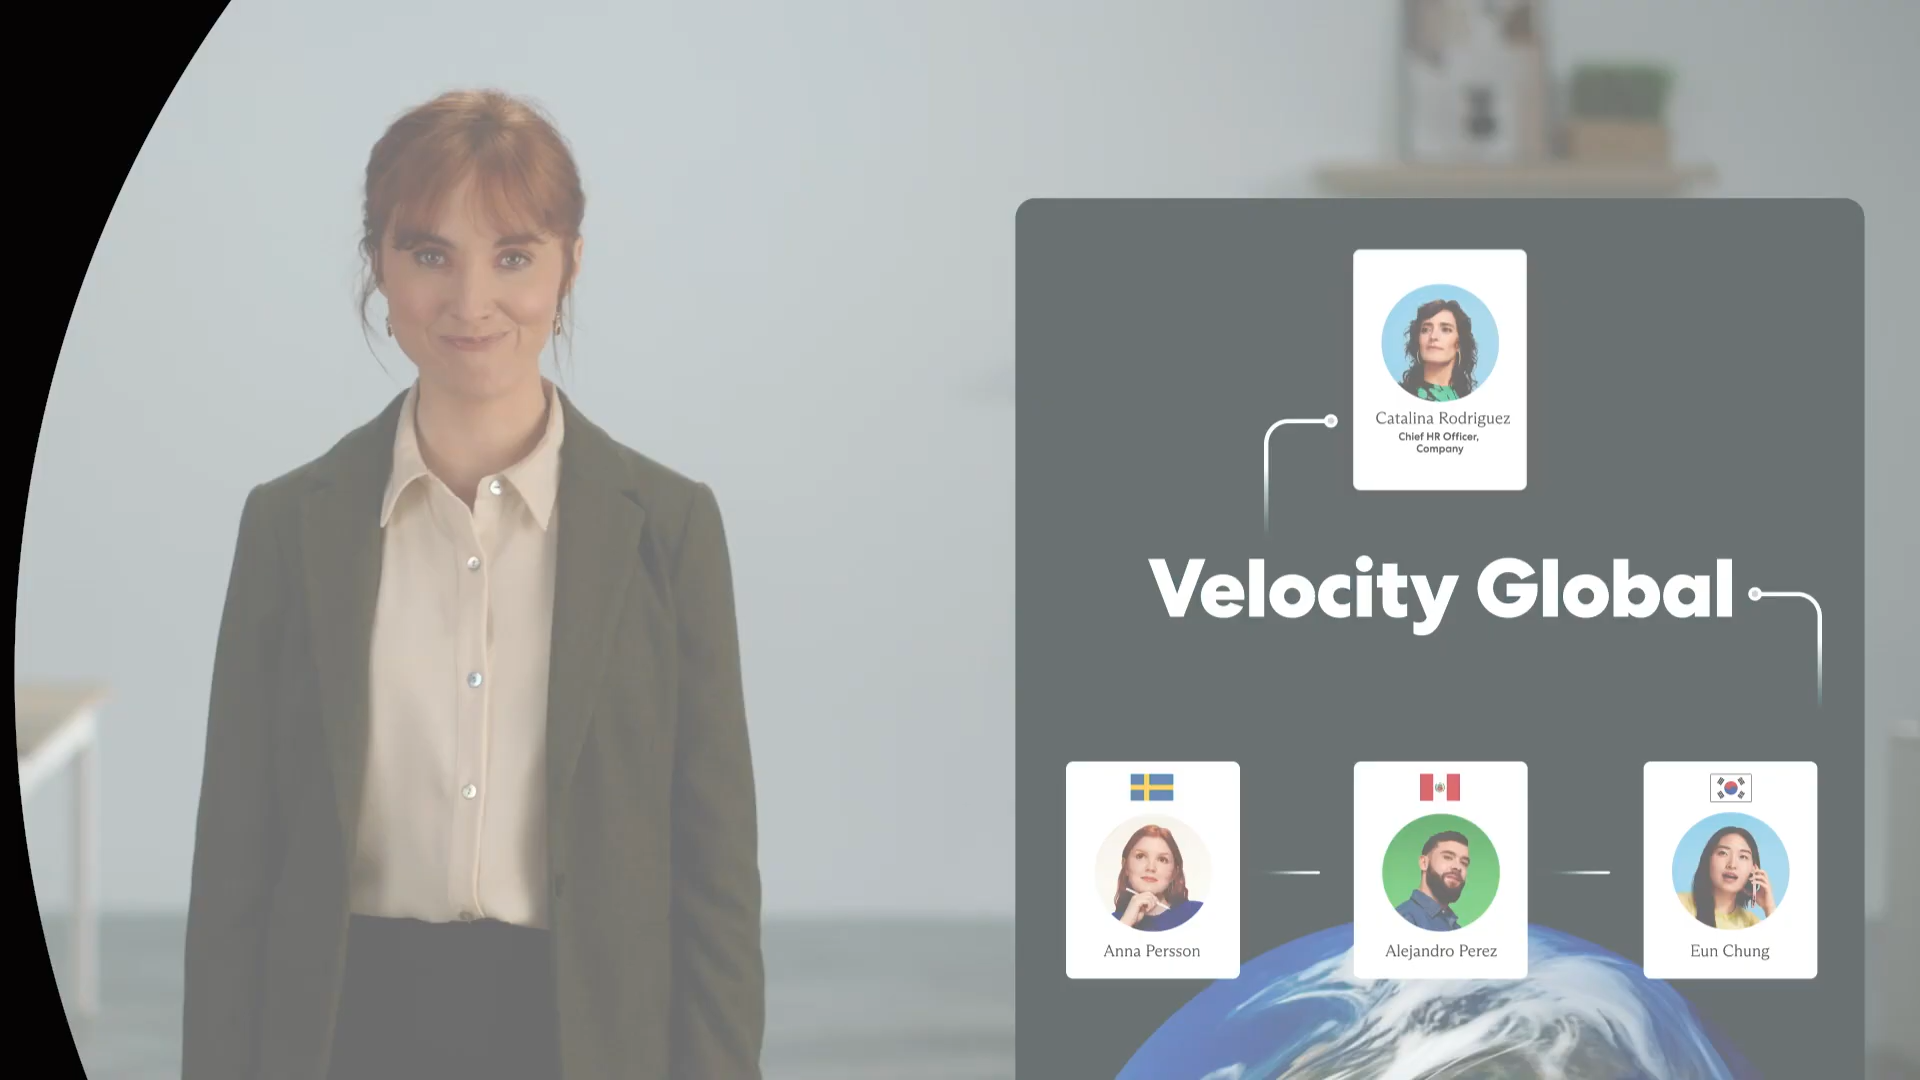 Catalina Rodriguez
Chief HR Officer,
Company
Velocity Global
Anna Persson
Alejandro Perez
Eun Chung